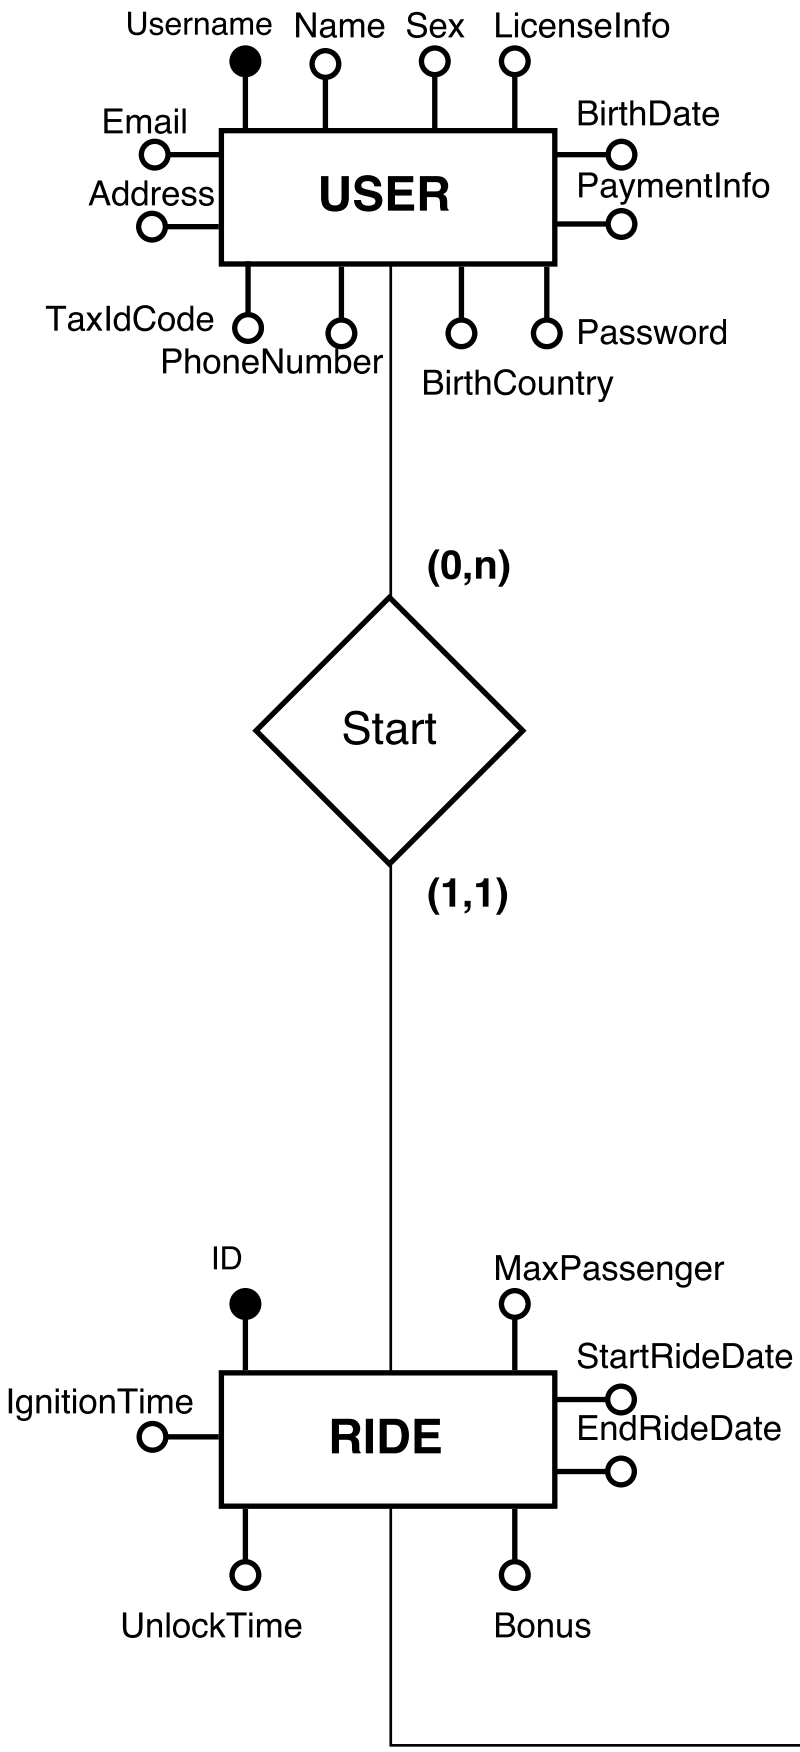 Username
Name
Sex
LicenseInfo
Email
BirthDate
Address
USER
PaymentInfo
TaxIdCode
PhoneNumber
Password
BirthCountry
(0,n)
Start
(1,1)
ID
MaxPassenger
StartRideDate
IgnitionTime
RIDE
EndRideDate
UnlockTime
Bonus